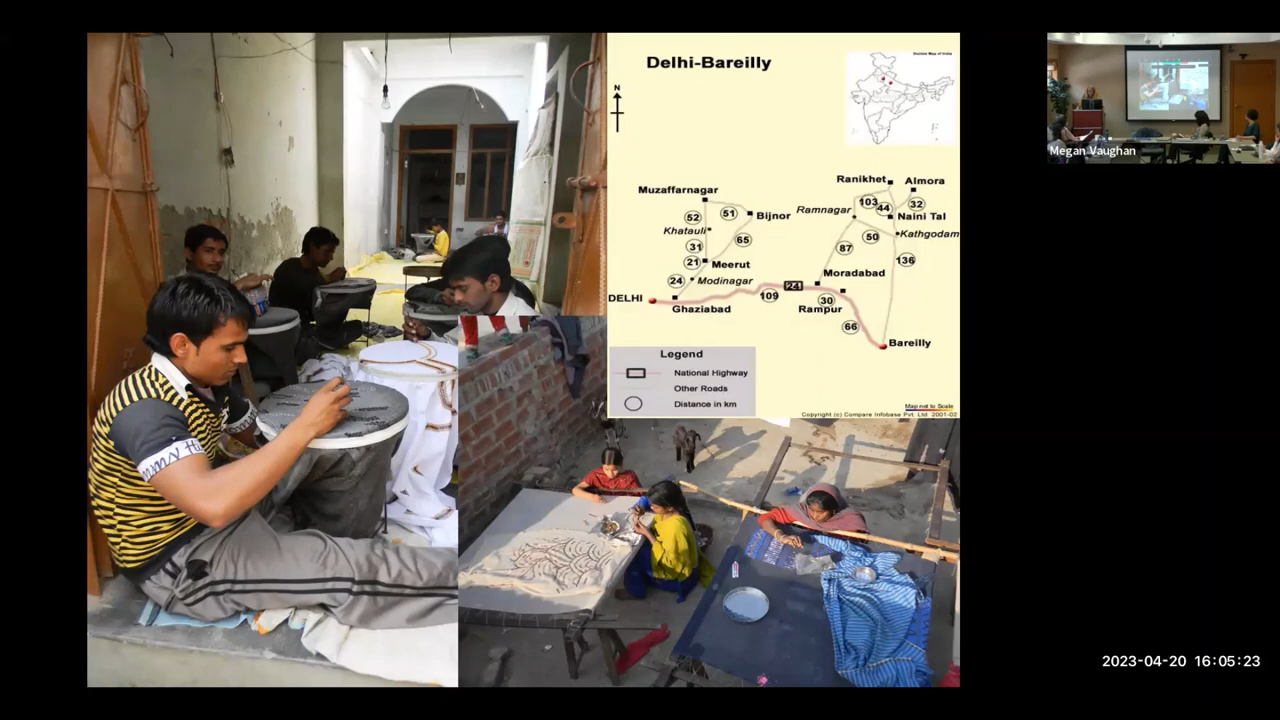 Delhi-Bareilly
N
Muzaffarnagar
52
51
Bijnor
Khatauli
31
65
21
Meerut
24
Modinagar
DELHI
Ghaziabad
109
24
Ranikhet
Almora
103
44
32
Ramnagar
Naini Tal
50
Kathgodam
87
136
Moradabad
30
Rampur
66
Bareilly
Legend
National Highway
Other Roads
Distance in km
Map not to Scale
Copyright (c) Compare Infobase Pvt. Ltd. 2001-02
Megan Vaughan
2023-04-20 16:05:23